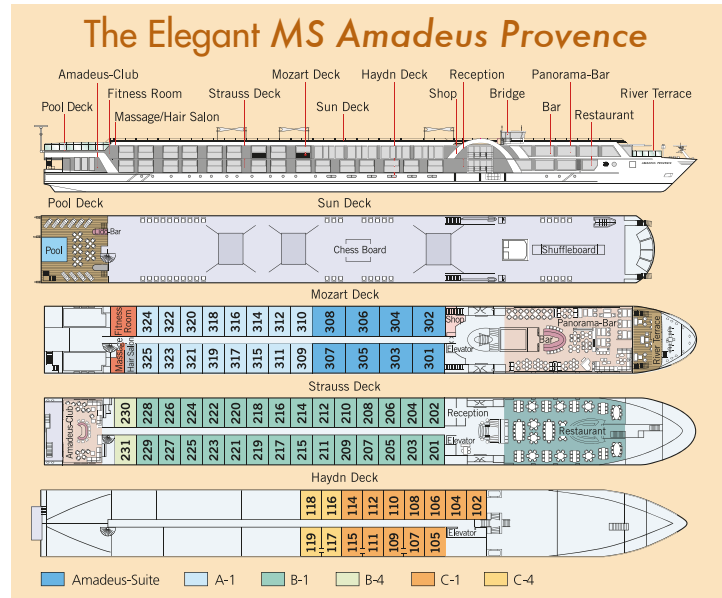 The Elegant MS Amadeus Provence
Amadeus-Club
Mozart Deck
Haydn Deck
Reception
Panorama-Bar
Fitness Room
Strauss Deck
Shop
Bridge
River Terrace
Pool Deck
Massage/Hair Salon
Sun Deck
Bar
Restaurant
AMADEUS PROVENCE
Pool Deck
Sun Deck
Bar
Pool
Chess Board
Shuffleboard
Mozart Deck
Fitness
Room
324 322 320 318 316 314 312 310 308 306 304 302
Shop
Panorama-Bar
Bar
River Terrace
Massage
Hair Salon
325 323 321 319 317 315 311 309 307 305 303 301
Elevator
Strauss Deck
Amadeus-Club
230 228 226 224 222 220 218 216 214 212 210 208 206 204 202
Reception
Restaurant
231 229 227 225 223 221 219 217 215 211 209 207 205 203 201
Elevator
Haydn Deck
118 116 114 112 110 108 106 104 102
119 117 115 111 109 107 105
Elevator
Amadeus-Suite
A-1
B-1
B-4
C-1
C-4